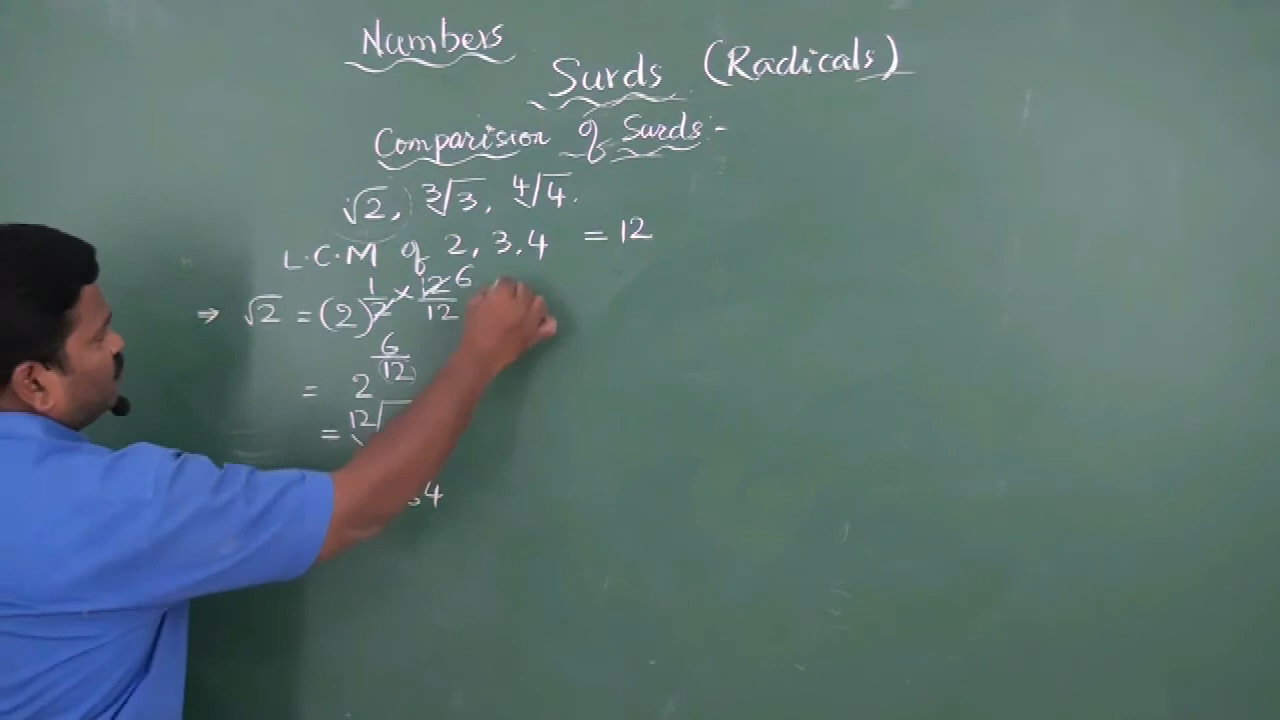 Numbers
Surds (Radicals)
Comparision of Surds:-
√2, ∛3, ∜4.
L.C.M of 2, 3, 4 = 12
⇒ √2 = (2)^(1/2 × 12/12) 6
= 2^(6/12)
= ¹²√
4